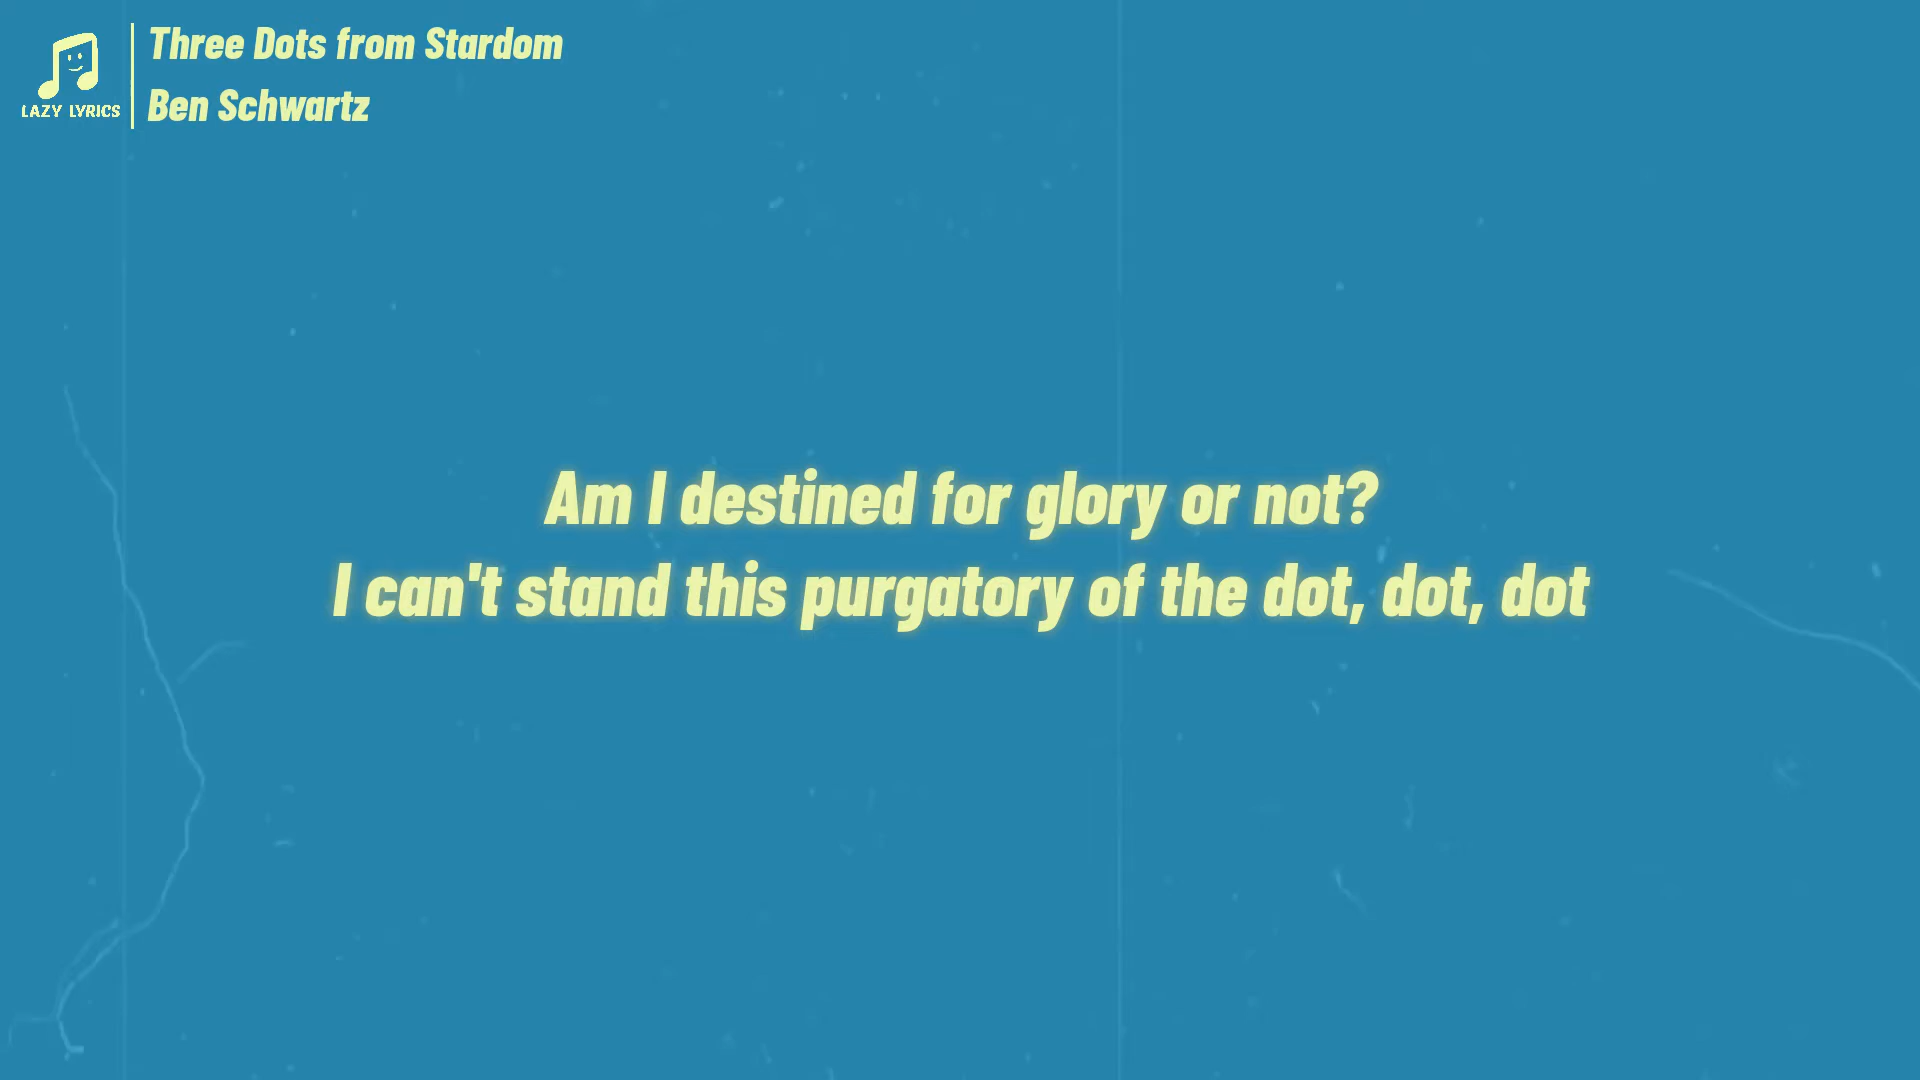 LAZY LYRICS
Three Dots from Stardom
Ben Schwartz
Am I destined for glory or not?
I can't stand this purgatory of the dot, dot, dot